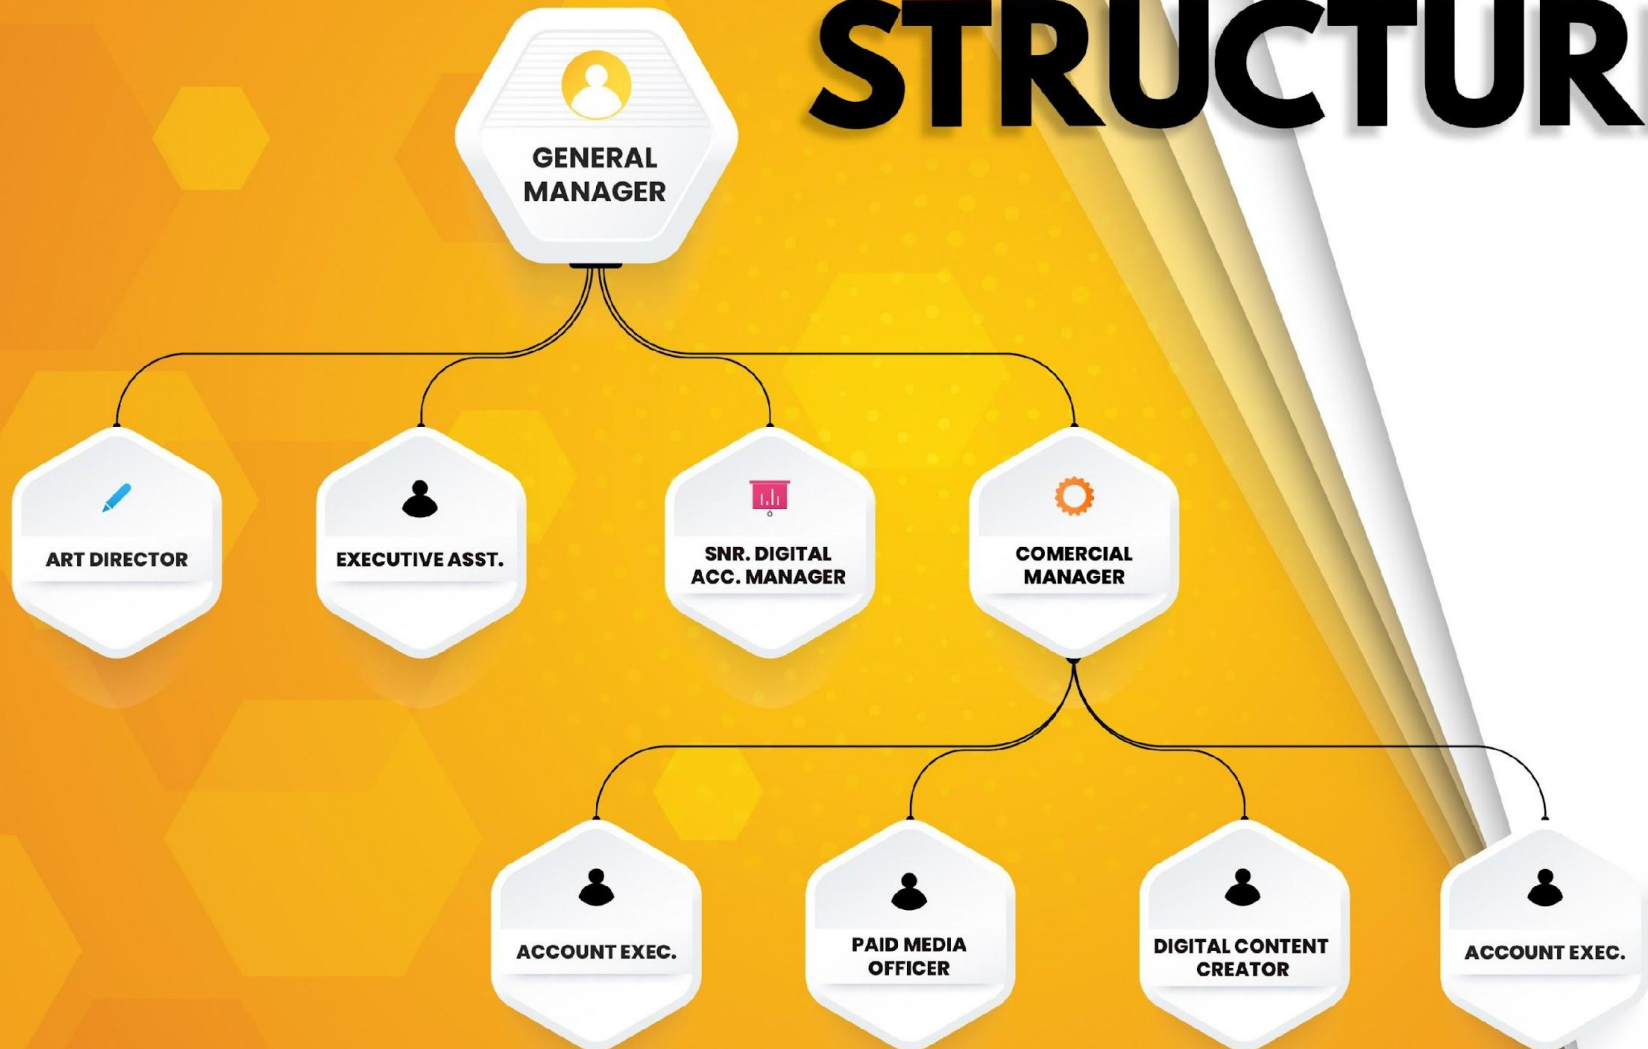 STRUCTUR
GENERAL
MANAGER
ART DIRECTOR
EXECUTIVE ASST.
SNR. DIGITAL
ACC. MANAGER
COMERCIAL
MANAGER
ACCOUNT EXEC.
PAID MEDIA
OFFICER
DIGITAL CONTENT
CREATOR
ACCOUNT EXEC.